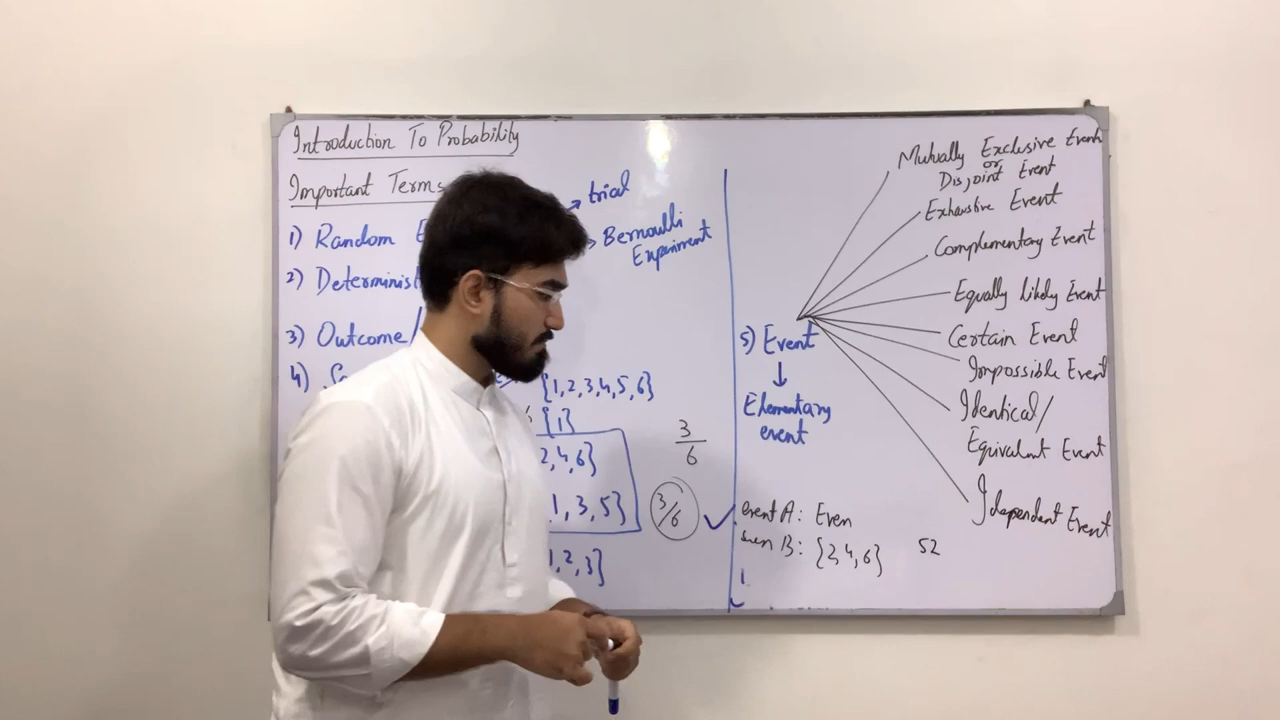 Introduction To Probability
Important Terms
→ trial
1) Random E
→ Bernoulli
Experiment
2) Determinist
3) Outcome/
4) Sa
{1,2,3,4,5,6}
{1}
2,4,6}
1, 3, 5}
1,2,3}
3
6
3/6
5) Event
↓
Elementary
event
Mutually Exclusive Event
or
Disjoint Event
Exhaustive Event
Complementary Event
Equally likely Event
Certain Event
Impossible Event
Identical/
Equivalent Event
Independent Event
event A: Even
even B: {2,4,6}
52